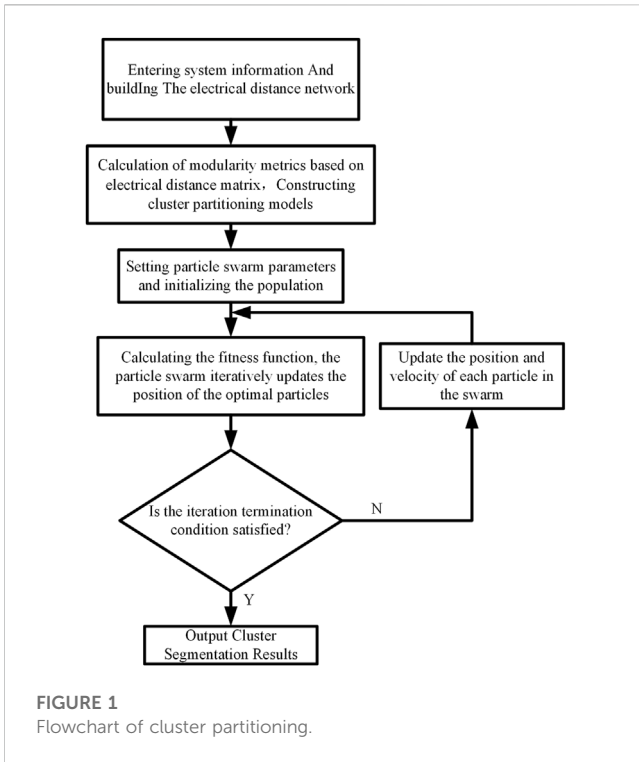 Entering system information And
buildIng The electrical distance network
Calculation of modularity metrics based on
electrical distance matrix，Constructing
cluster partitioning models
Setting particle swarm parameters
and initializing the population
Calculating the fitness function, the
particle swarm iteratively updates the
position of the optimal particles
Update the position and
velocity of each particle in
the swarm
Is the iteration termination
condition satisfied?
N
Y
Output Cluster
Segmentation Results
FIGURE 1
Flowchart of cluster partitioning.